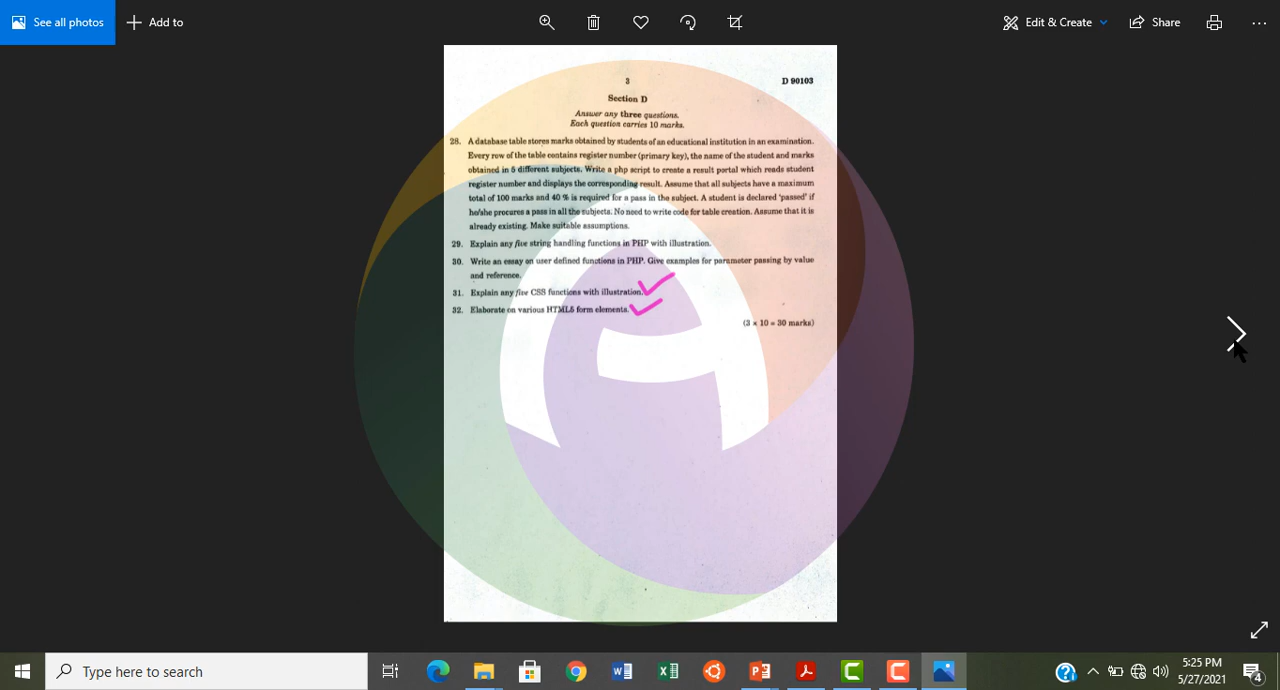 See all photos
Add to
Edit & Create
Share
3
D 90103
Section D
Answer any three questions.
Each question carries 10 marks.
28. A database table stores marks obtained by students of an educational institution in an examination.
Every row of the table contains register number (primary key), the name of the student and marks
obtained in 5 different subjects. Write a php script to create a result portal which reads student
register number and displays the corresponding result. Assume that all subjects have a maximum
total of 100 marks and 40 % is required for a pass in the subject. A student is declared 'passed' if
ho/she procures a pass in all the subjects. No need to write code for table creation. Assume that it is
already existing. Make suitable assumptions.
29. Explain any five string handling functions in PHP with illustration.
30. Write an essay on user defined functions in PHP. Give examples for parameter passing by value
and reference.
31. Explain any five CSS functions with illustration.
32. Elaborate on various HTML5 form elements.
(3 × 10 = 30 marks)
Type here to search
5:25 PM
5/27/2021
4